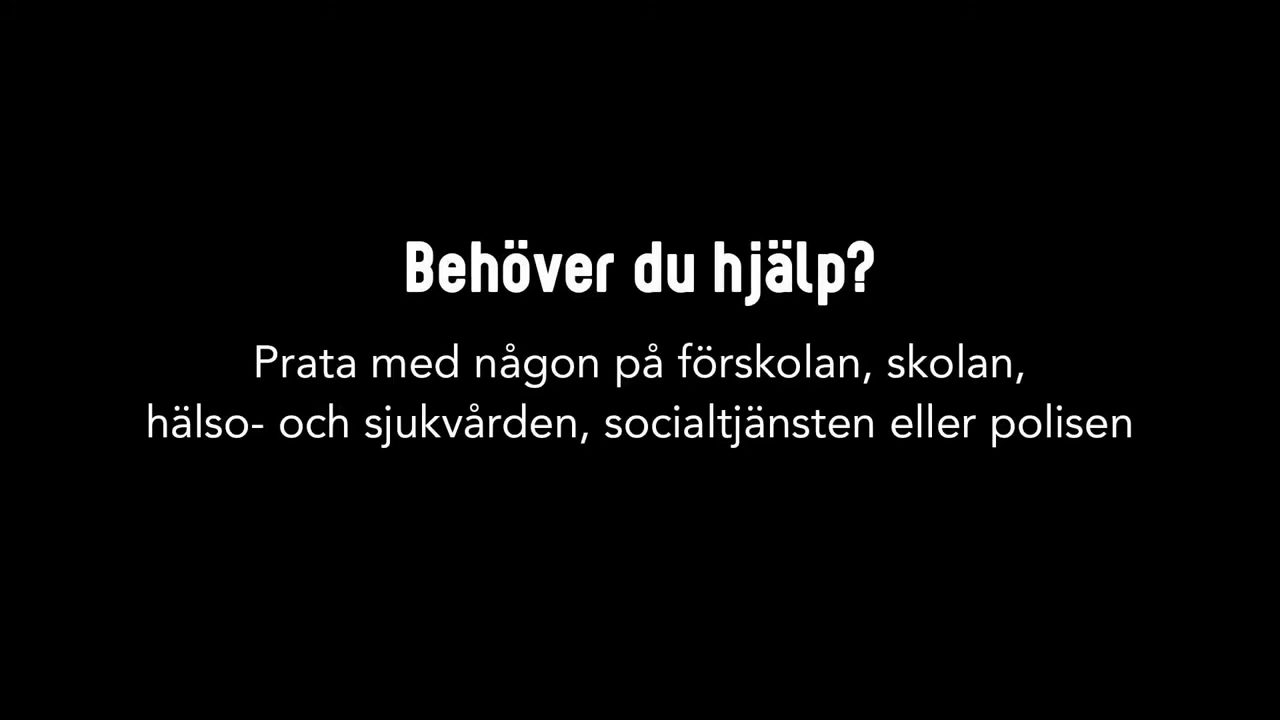 Behöver du hjälp?
Prata med någon på förskolan, skolan,
hälso- och sjukvården, socialtjänsten eller polisen